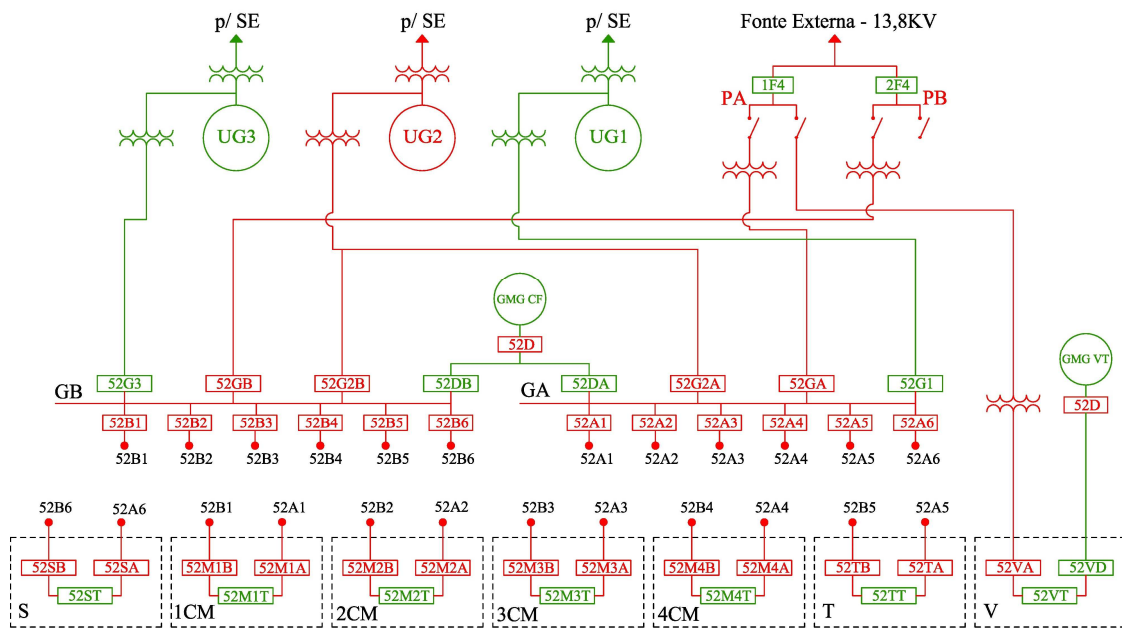 p/ SE p/ SE p/ SE Fonte Externa - 13,8KV
1F4 2F4
PA PB
UG3 UG2 UG1
GMG CF
52D
GMG VT
52G3 52GB 52G2B 52DB 52DA 52G2A 52GA 52G1
GB GA
52D
52B1 52B2 52B3 52B4 52B5 52B6 52A1 52A2 52A3 52A4 52A5 52A6
52B1 52B2 52B3 52B4 52B5 52B6 52A1 52A2 52A3 52A4 52A5 52A6
52B6 52A6 52B1 52A1 52B2 52A2 52B3 52A3 52B4 52A4 52B5 52A5
52SB 52SA 52M1B 52M1A 52M2B 52M2A 52M3B 52M3A 52M4B 52M4A 52TB 52TA 52VA 52VD
52ST 52M1T 52M2T 52M3T 52M4T 52TT 52VT
S 1CM 2CM 3CM 4CM T V